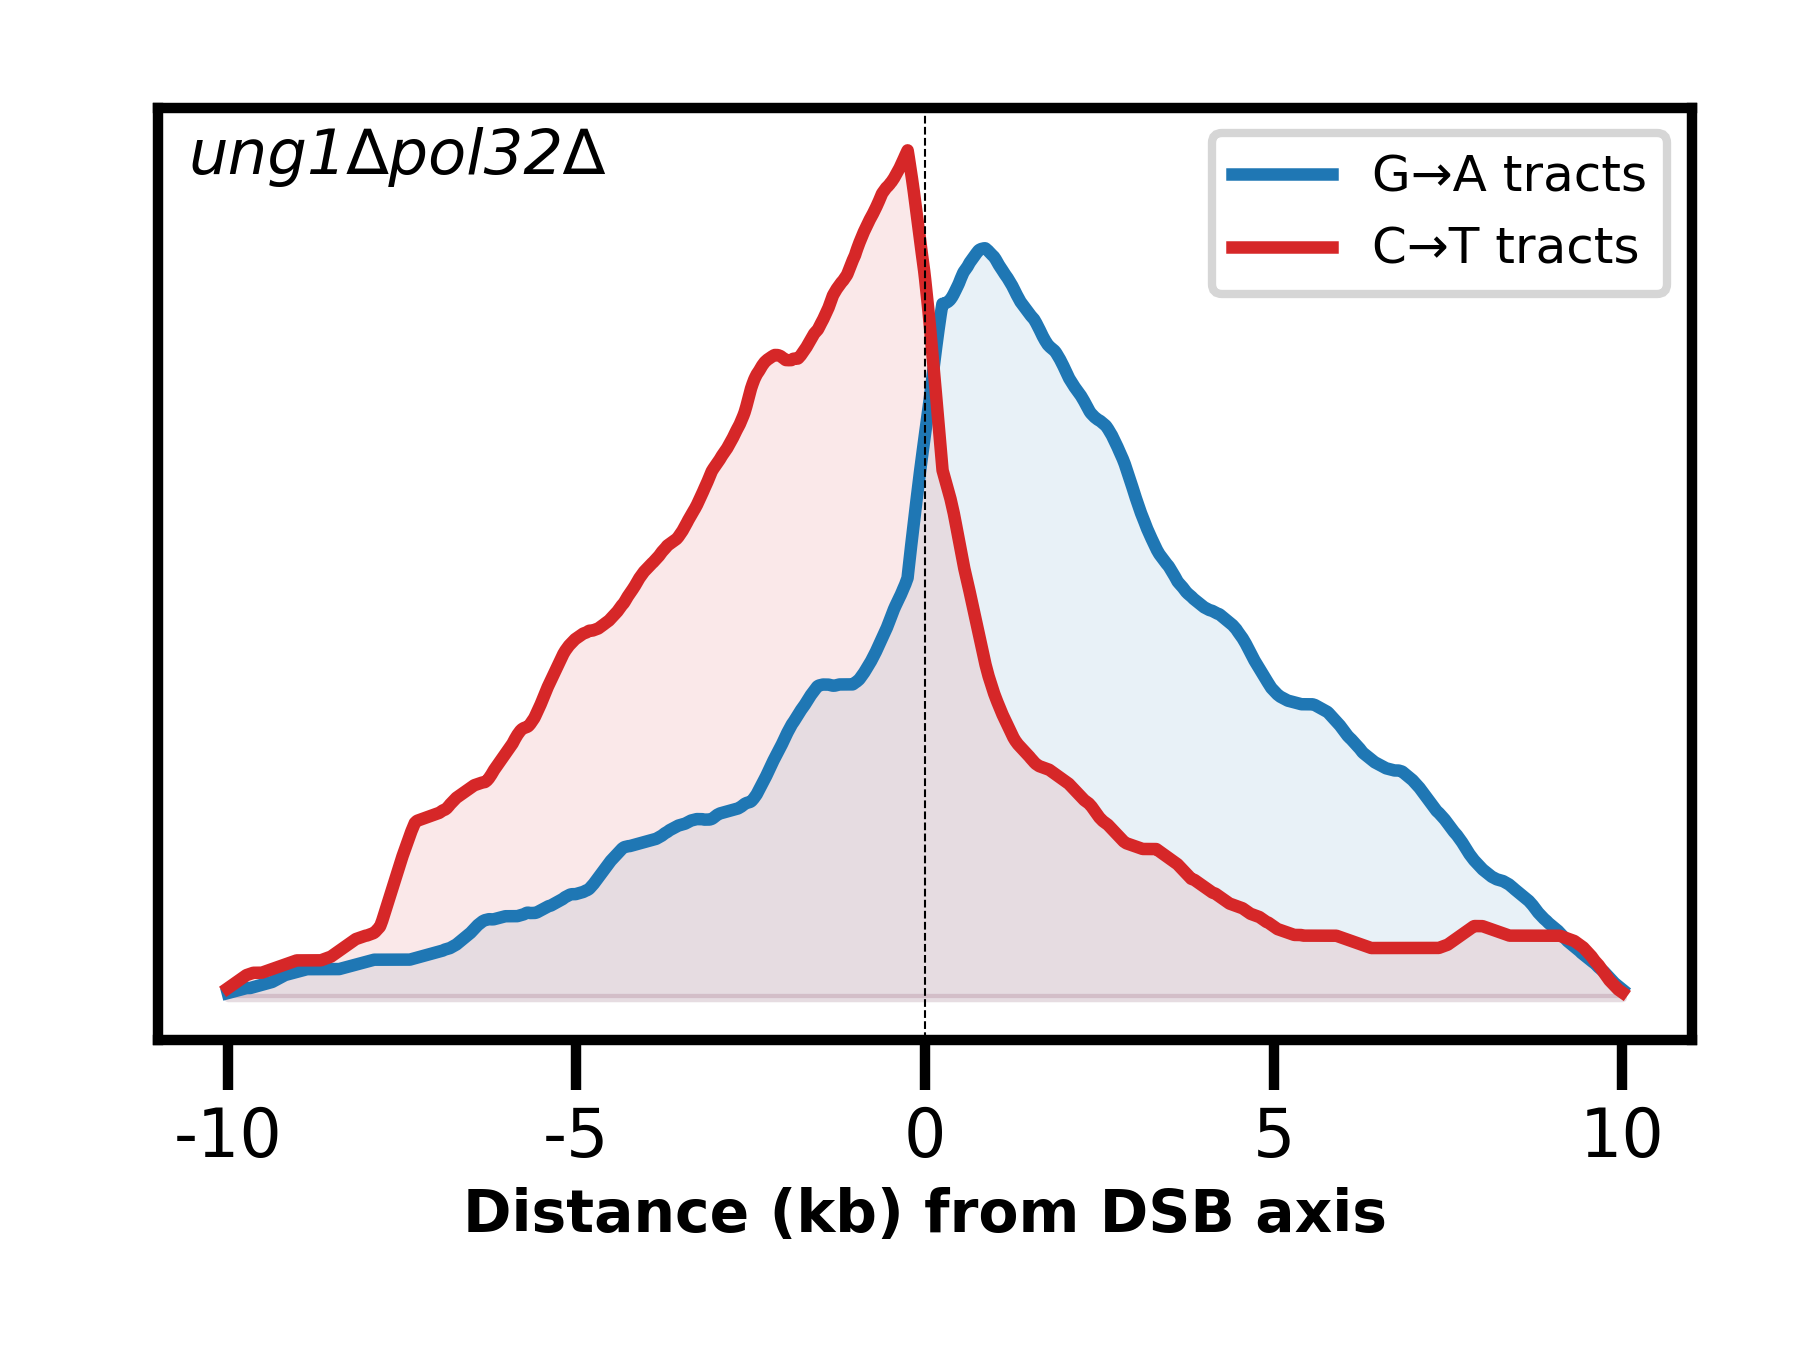 ung1Δpol32Δ
G→A tracts
C→T tracts
-10 -5 0 5 10
Distance (kb) from DSB axis